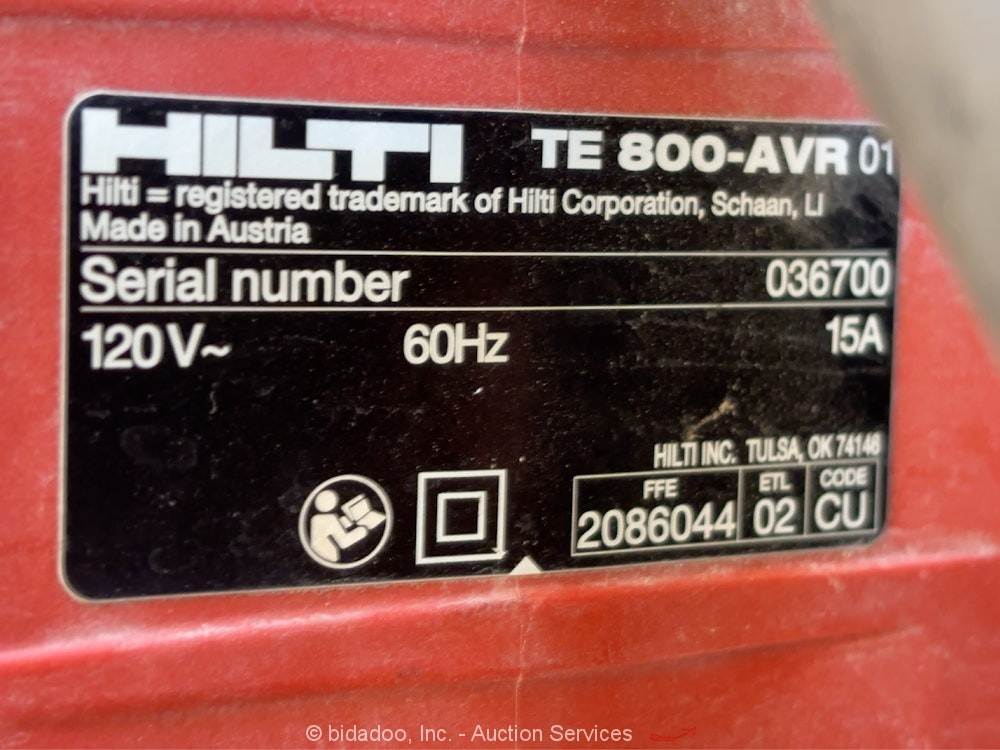 HILTI TE 800-AVR 01
Hilti = registered trademark of Hilti Corporation, Schaan, LI
Made in Austria
Serial number 036700
120V~ 60Hz 15A
HILTI INC. TULSA, OK 74146
FFE ETL CODE
2086044 02 CU
© bidadoo, Inc. - Auction Services